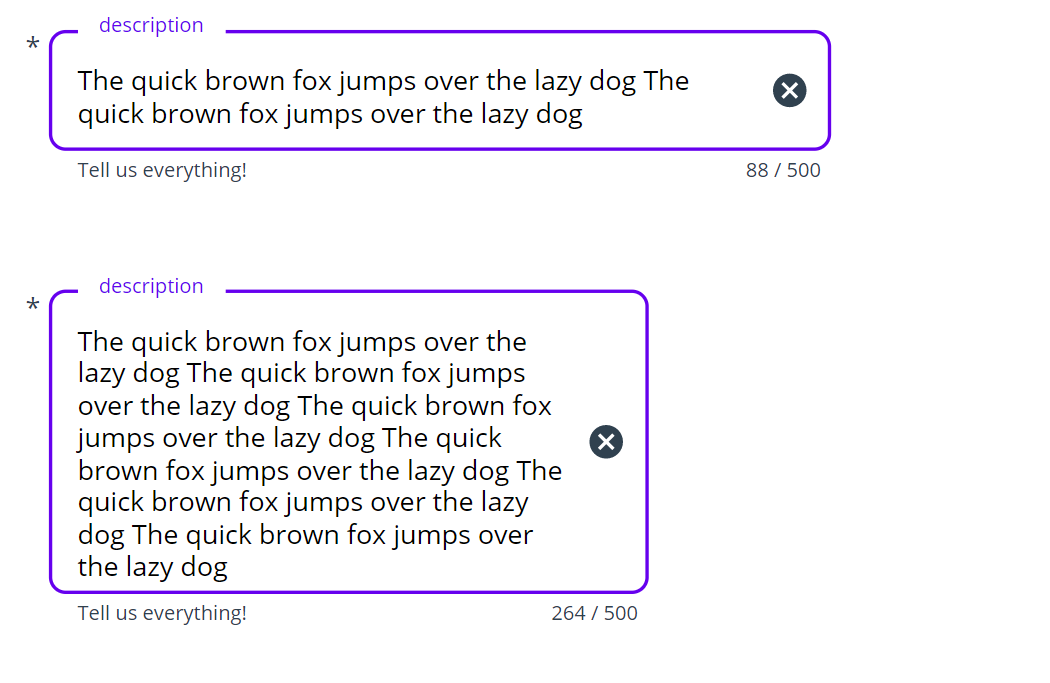 description
*
The quick brown fox jumps over the lazy dog The
quick brown fox jumps over the lazy dog
Tell us everything!
88 / 500
description
*
The quick brown fox jumps over the
lazy dog The quick brown fox jumps
over the lazy dog The quick brown fox
jumps over the lazy dog The quick
brown fox jumps over the lazy dog The
quick brown fox jumps over the lazy
dog The quick brown fox jumps over
the lazy dog
Tell us everything!
264 / 500